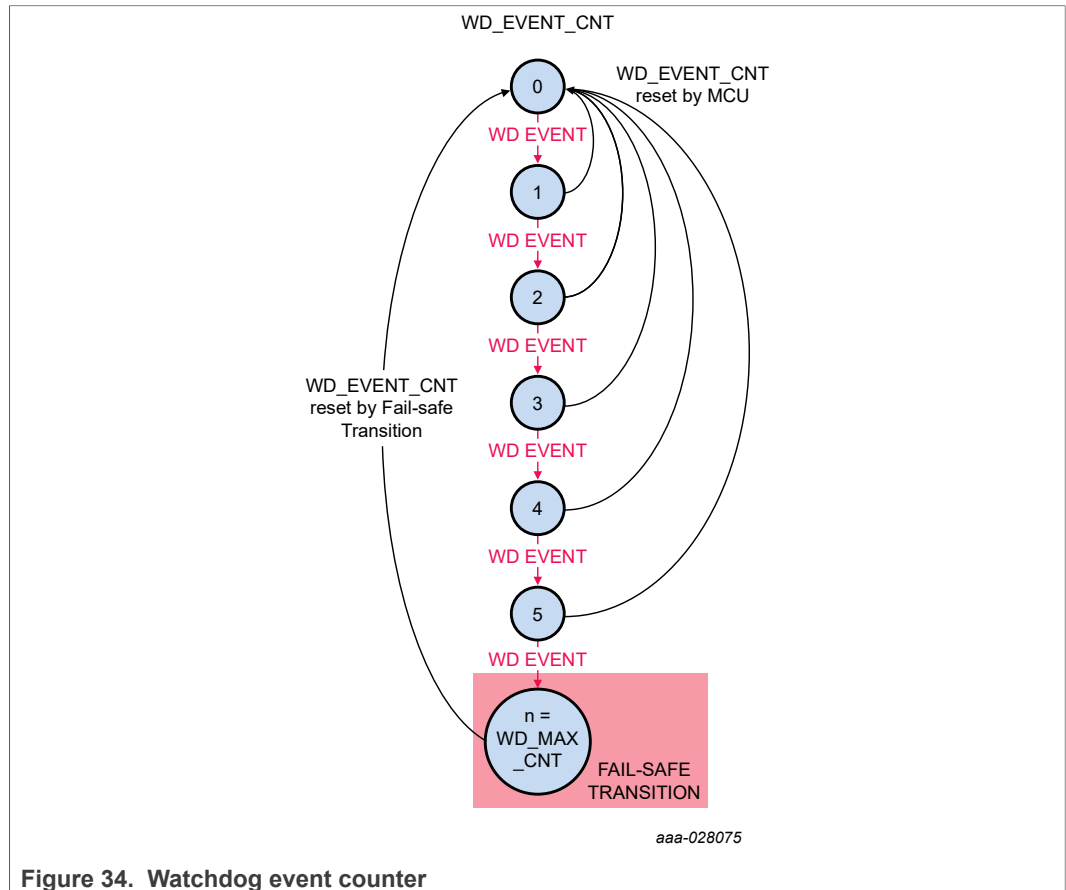 WD_EVENT_CNT
WD_EVENT_CNT
reset by MCU
0
WD EVENT
1
WD EVENT
2
WD EVENT
3
WD_EVENT_CNT
reset by Fail-safe
Transition
WD EVENT
4
WD EVENT
5
WD EVENT
n =
WD_MAX
_CNT
FAIL-SAFE
TRANSITION
aaa-028075
Figure 34. Watchdog event counter